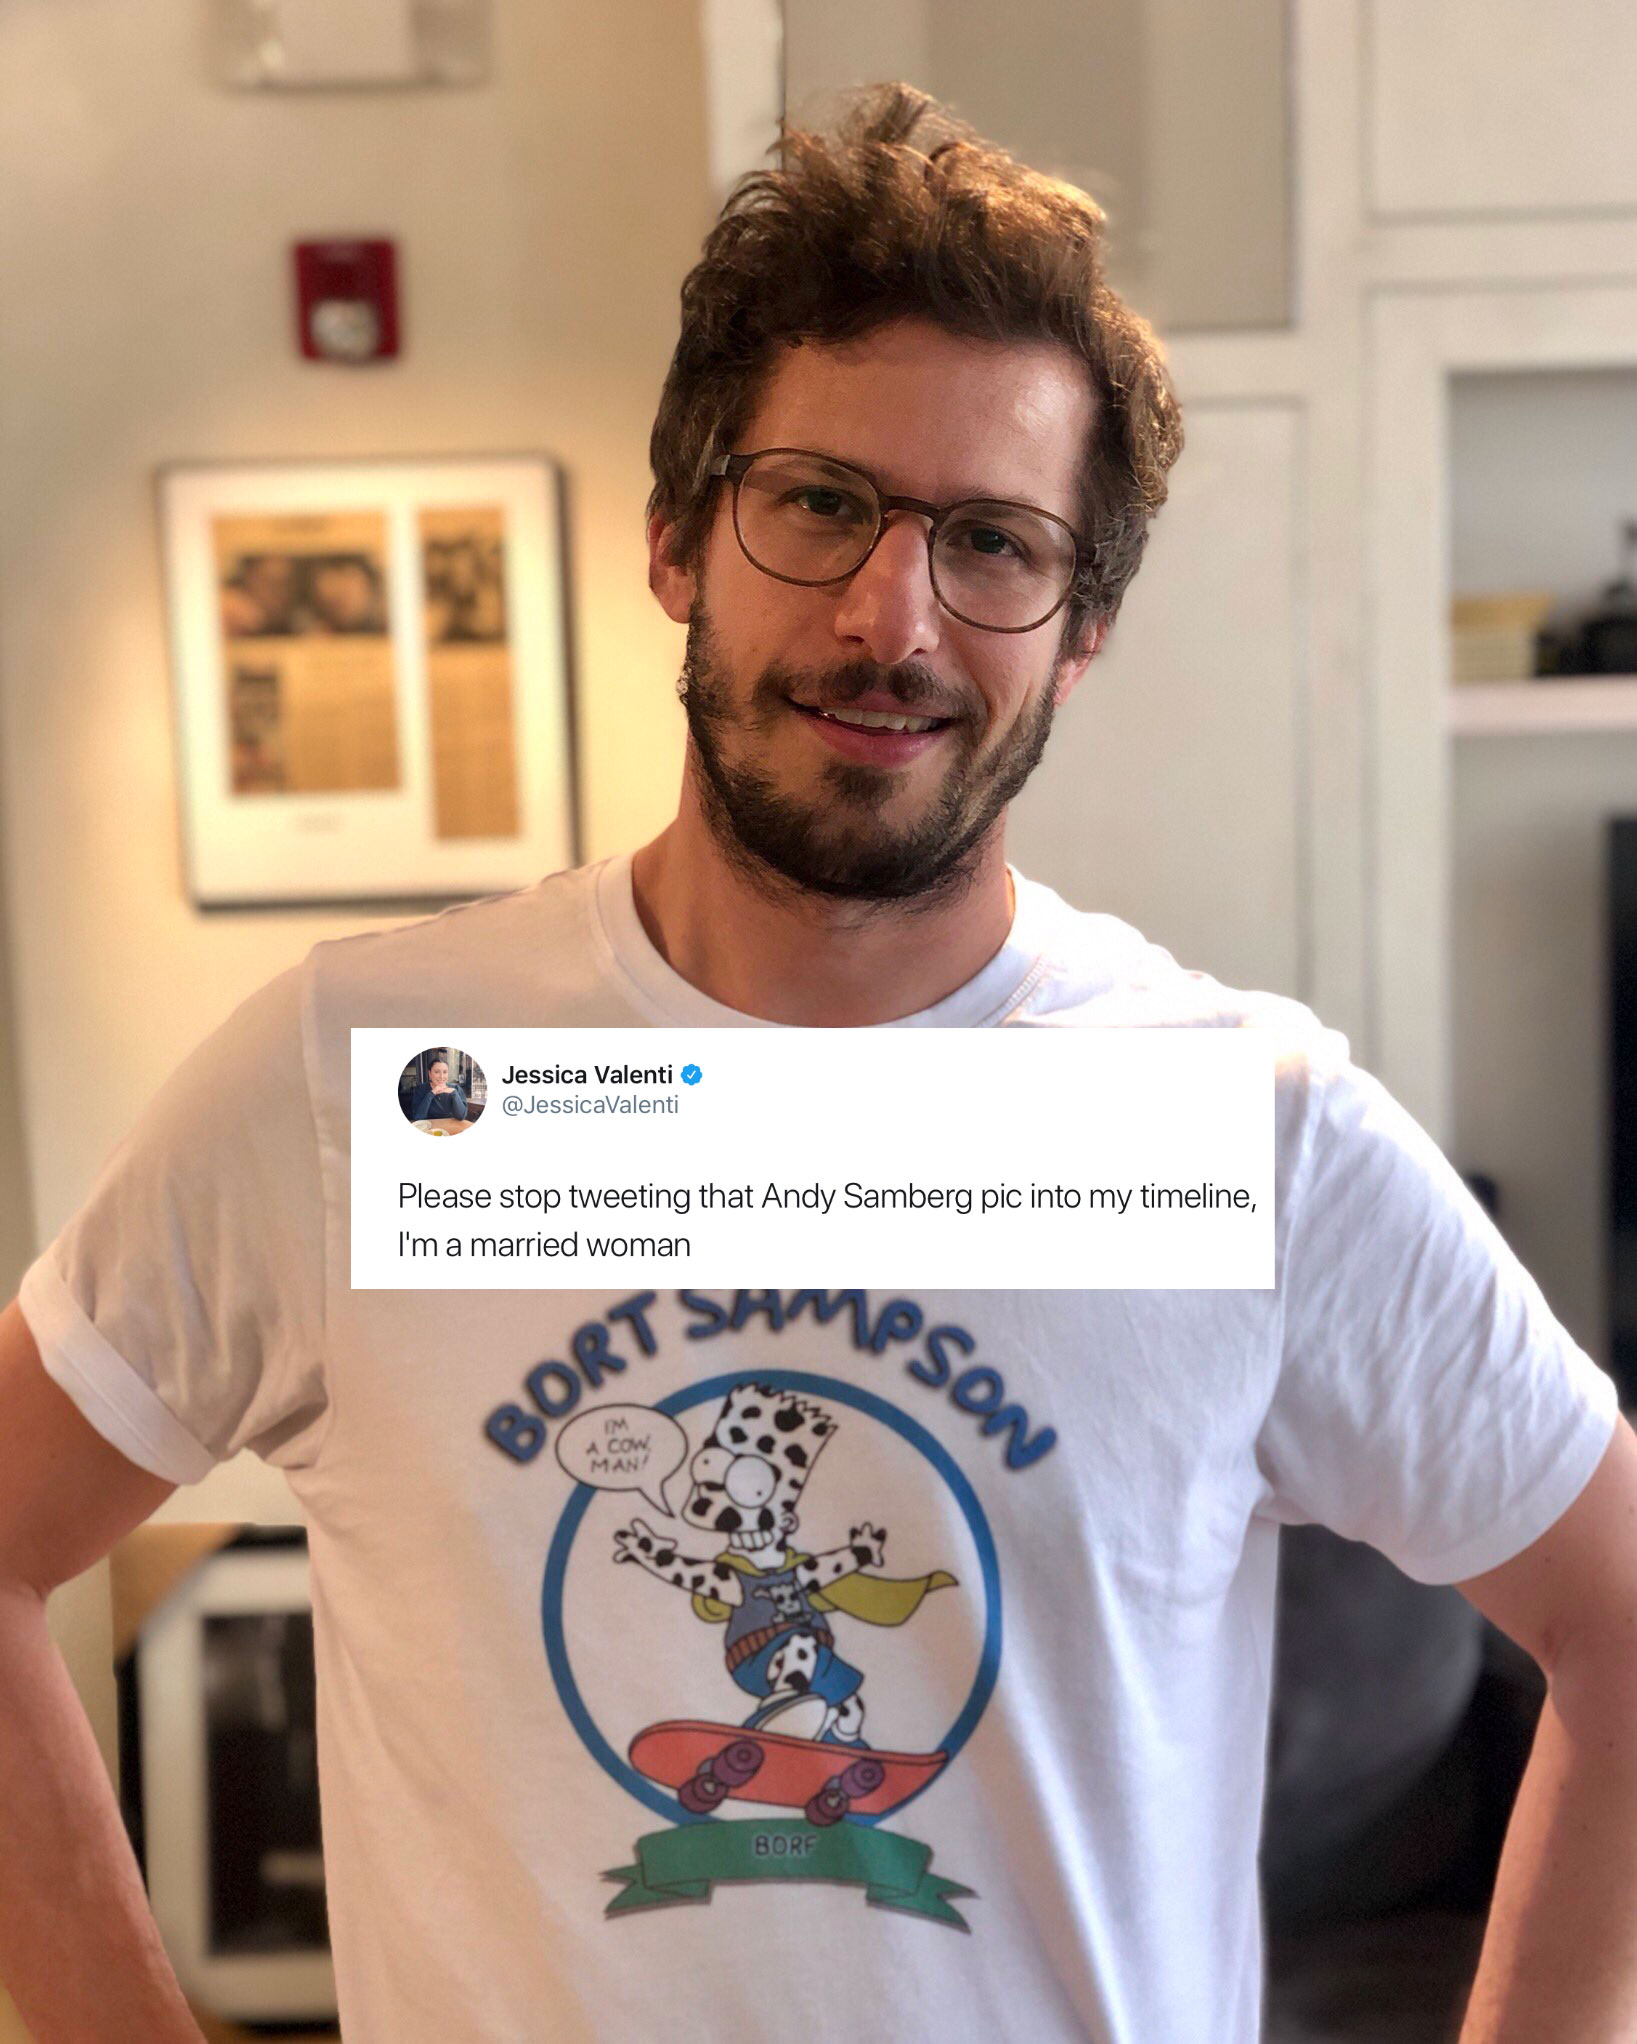 Jessica Valenti
@JessicaValenti
Please stop tweeting that Andy Samberg pic into my timeline,
I'm a married woman
BORT SAMPSON
I'M
A COW,
MAN!
BORF